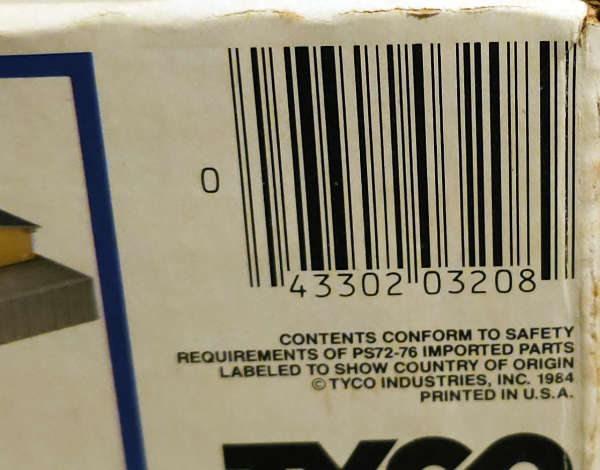 0
43302 03208
CONTENTS CONFORM TO SAFETY
REQUIREMENTS OF PS72-76 IMPORTED PARTS
LABELED TO SHOW COUNTRY OF ORIGIN
© TYCO INDUSTRIES, INC. 1984
PRINTED IN U.S.A.
TYCO